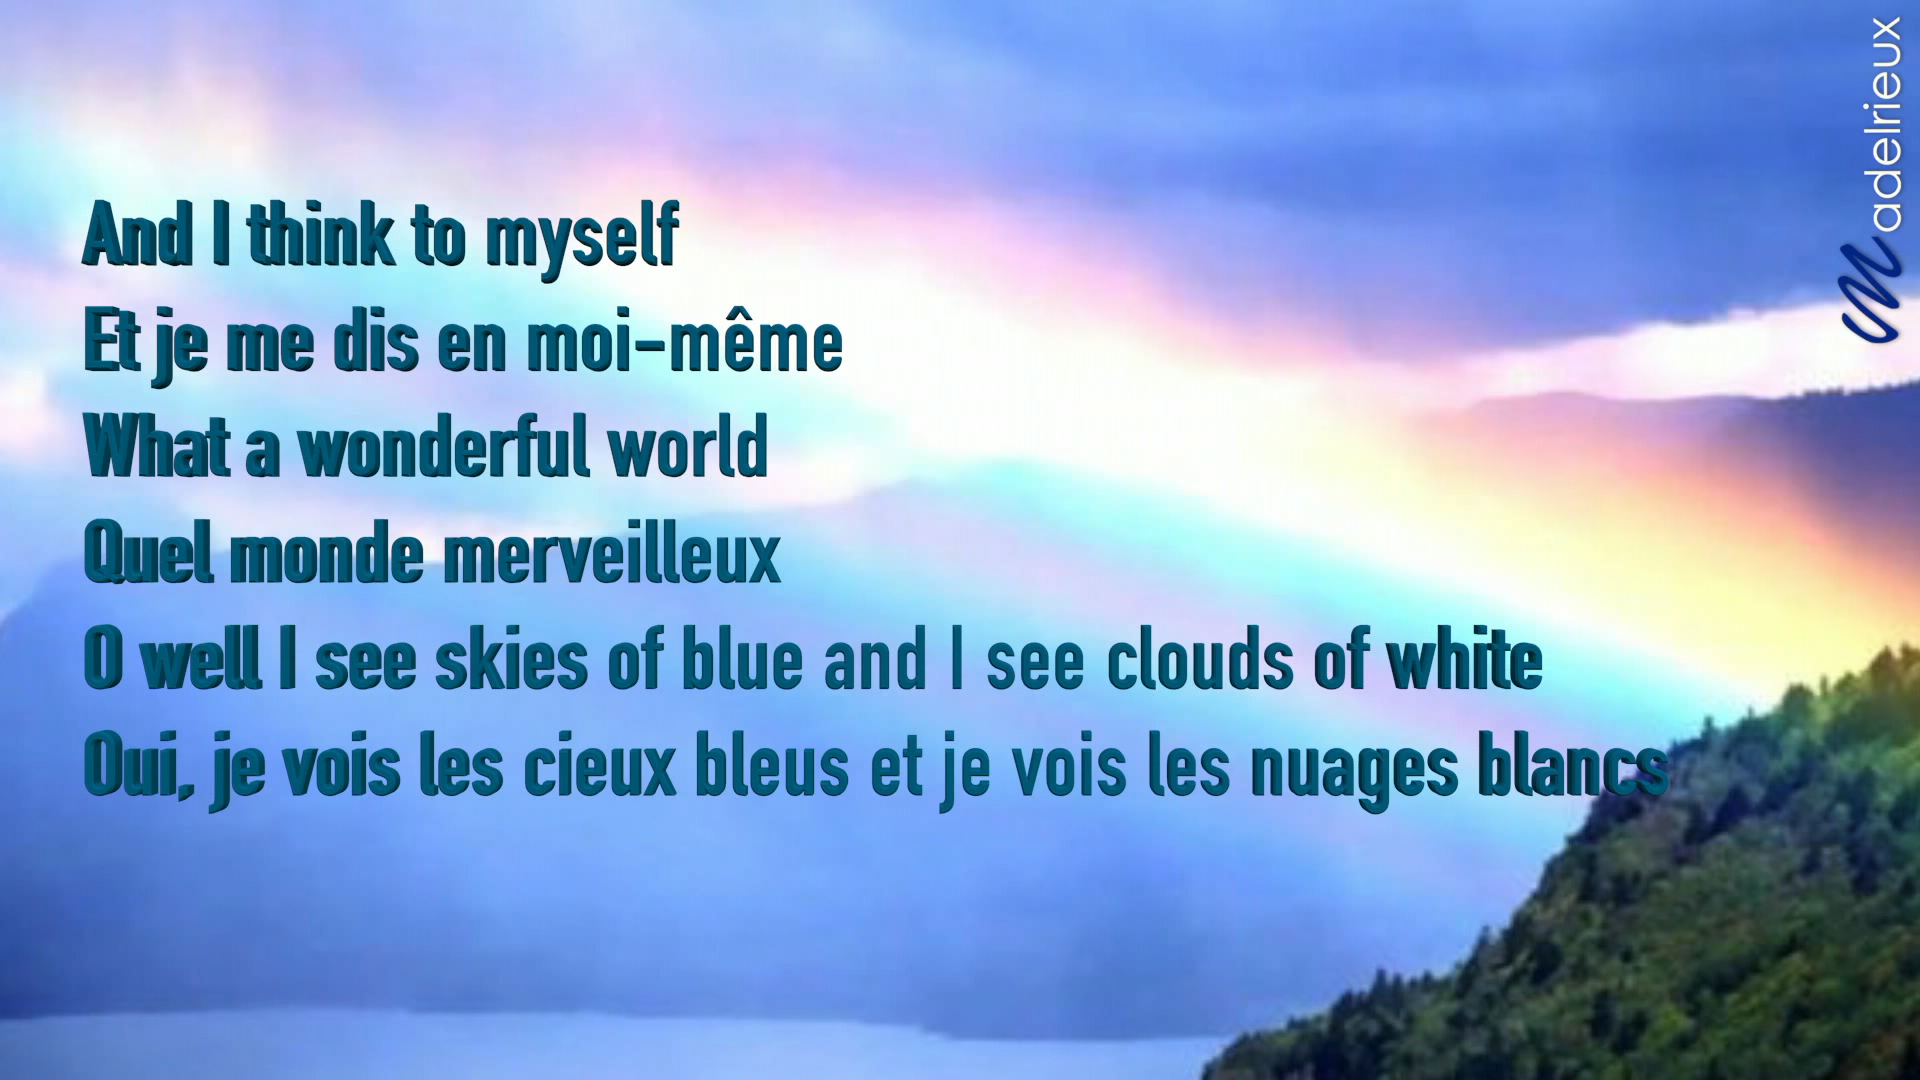 And I think to myself
Et je me dis en moi-même
What a wonderful world
Quel monde merveilleux
O well I see skies of blue and I see clouds of white
Oui, je vois les cieux bleus et je vois les nuages blancs
Madelrieux